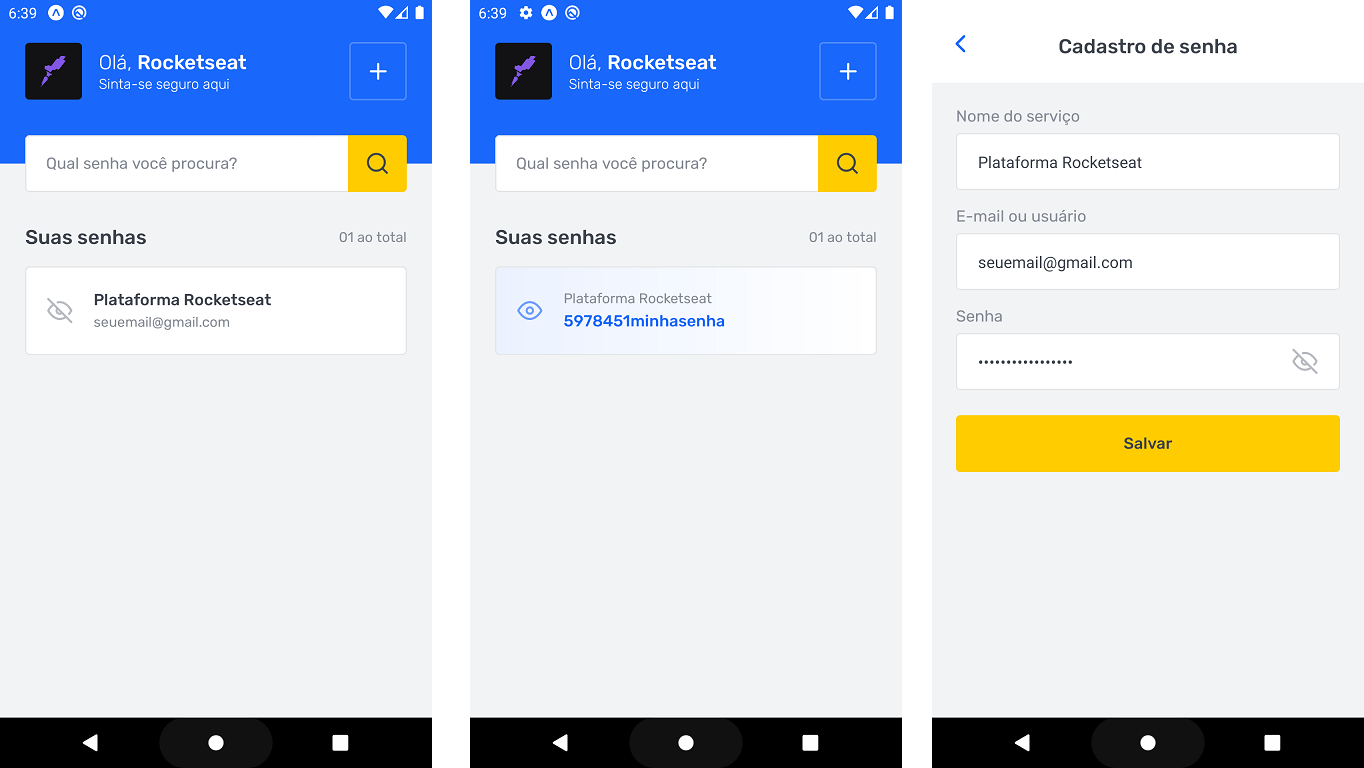 6:39
Olá, Rocketseat
Sinta-se seguro aqui
Qual senha você procura?
Suas senhas
01 ao total
Plataforma Rocketseat
seuemail@gmail.com
6:39
Olá, Rocketseat
Sinta-se seguro aqui
Qual senha você procura?
Suas senhas
01 ao total
Plataforma Rocketseat
5978451minhasenha
Cadastro de senha
Nome do serviço
Plataforma Rocketseat
E-mail ou usuário
seuemail@gmail.com
Senha
•••••••••••••••••
Salvar